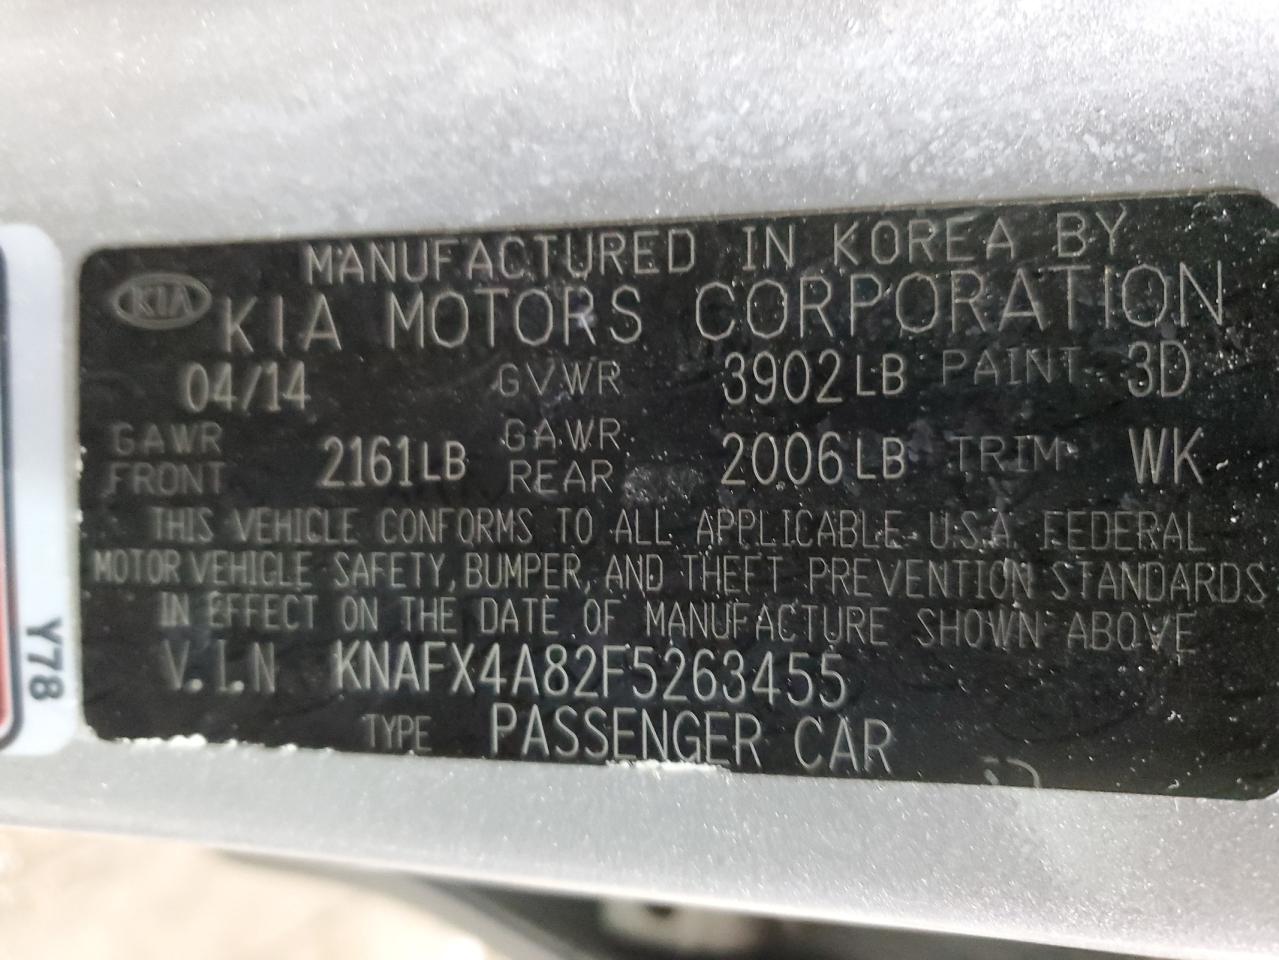 MANUFACTURED IN KOREA BY
KIA KIA MOTORS CORPORATION
04/14 GVWR 3902LB PAINT 3D
GAWR FRONT 2161LB GAWR REAR 2006LB TRIM WK
THIS VEHICLE CONFORMS TO ALL APPLICABLE U.S.A. FEDERAL
MOTOR VEHICLE SAFETY, BUMPER, AND THEFT PREVENTION STANDARDS
IN EFFECT ON THE DATE OF MANUFACTURE SHOWN ABOVE
V.I.N KNAFX4A82F5263455
TYPE PASSENGER CAR
Y78